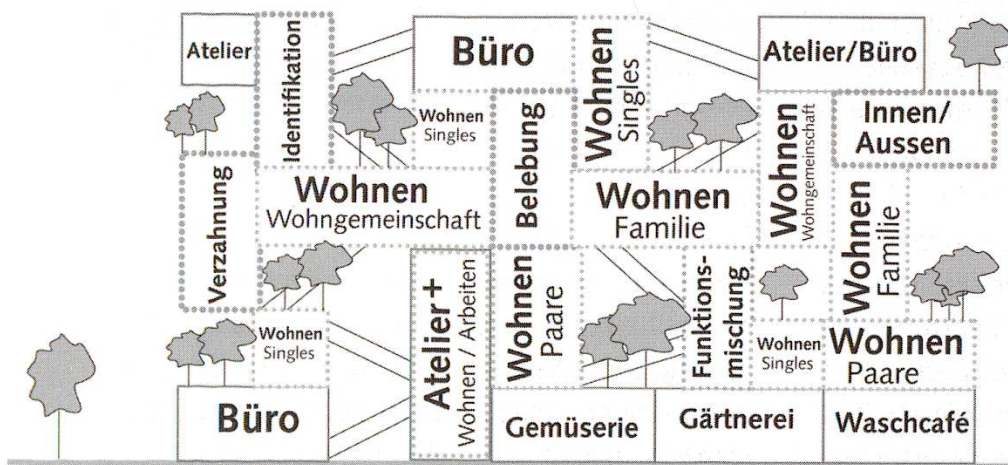 Atelier
Identifikation
Büro
Wohnen
Singles
Atelier/Büro
Wohnen
Singles
Belebung
Wohnen
Wohngemeinschaft
Innen/
Aussen
Verzahnung
Wohnen
Wohngemeinschaft
Wohnen
Familie
Wohnen
Familie
Atelier+
Wohnen / Arbeiten
Wohnen
Paare
Funktions-
mischung
Wohnen
Singles
Wohnen
Singles
Wohnen
Paare
Büro
Gemüserie
Gärtnerei
Waschcafé